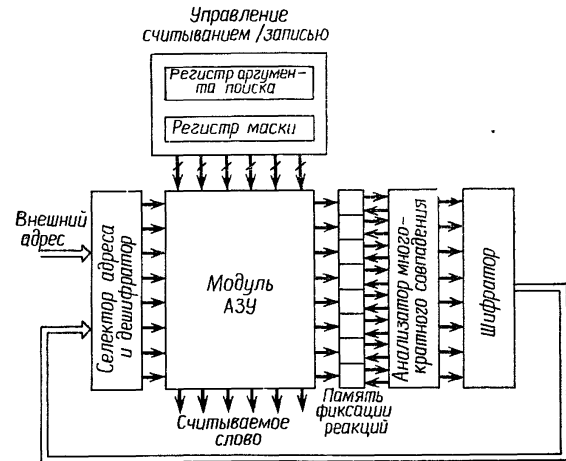 Управление
считыванием /записью
Регистр аргумен-
та поиска
Регистр маски
Внешний
адрес
Селектор адреса
и дешифратор
Модуль
АЗУ
Анализатор много-
кратного совпадения
Шифратор
Считываемое
слово
Память
фиксации
реакций